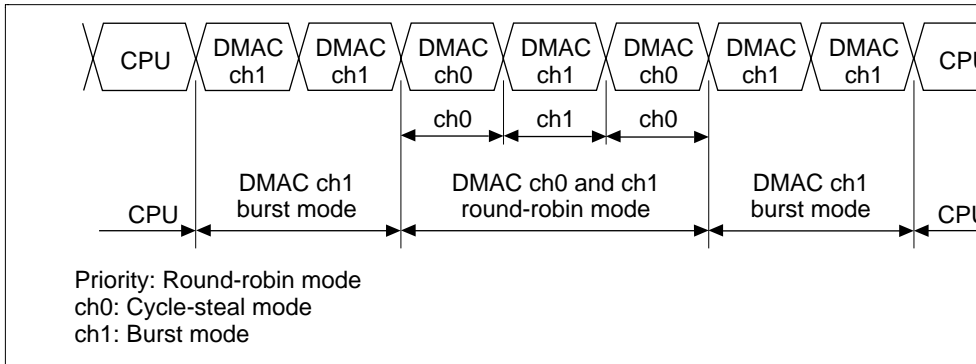 CPU DMAC ch1 DMAC ch1 DMAC ch0 DMAC ch1 DMAC ch0 DMAC ch1 DMAC ch1 CPU
ch0 ch1 ch0
DMAC ch1 DMAC ch0 and ch1 DMAC ch1
burst mode round-robin mode burst mode
CPU CPU
Priority: Round-robin mode
ch0: Cycle-steal mode
ch1: Burst mode